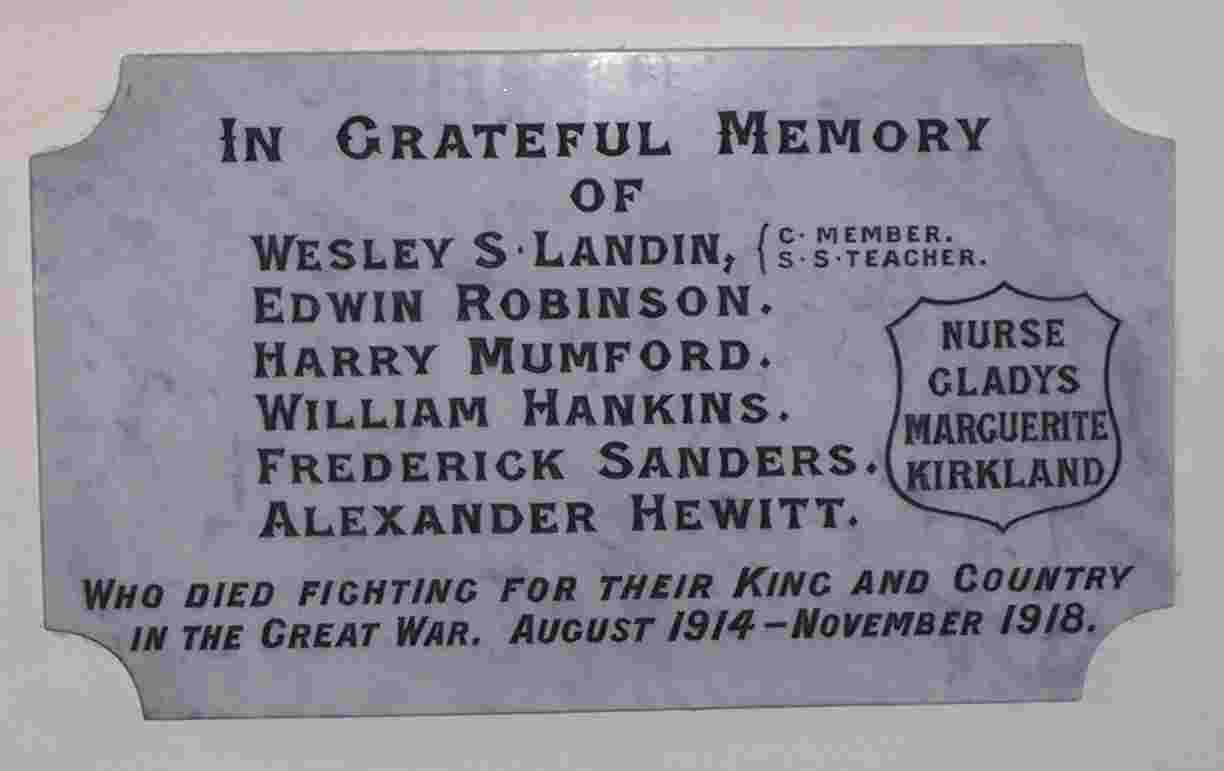 In Grateful Memory
OF
Wesley S. Landin, { C. MEMBER.
S. S. TEACHER.
Edwin Robinson.
Harry Mumford.
William Hankins.
Frederick Sanders.
Alexander Hewitt.
NURSE
GLADYS
MARGUERITE
KIRKLAND
Who died fighting for their King and Country
in the Great War. August 1914 – November 1918.